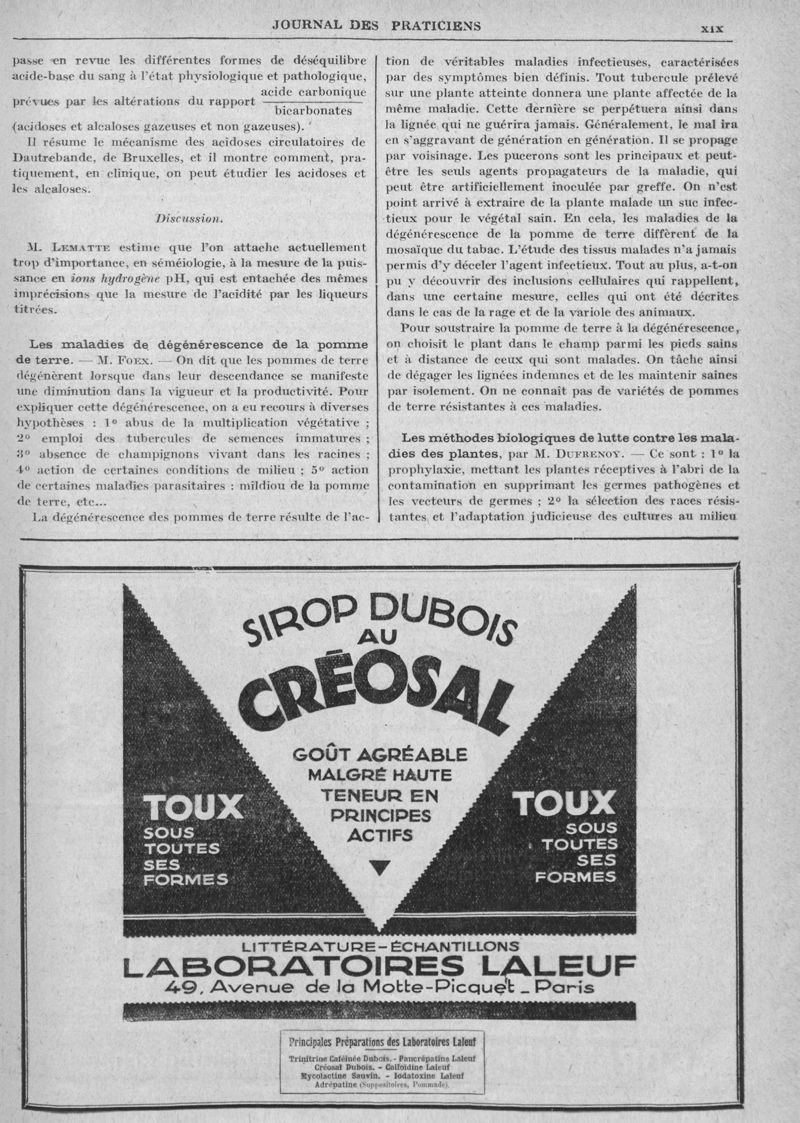 JOURNAL DES PRATICIENS
XIX
passe en revue les différentes formes de déséquilibre
acide-base du sang à l'état physiologique et pathologique,
prévues par les altérations du rapport acide carbonique / bicarbonates
(acidoses et alcaloses gazeuses et non gazeuses).
Il résume le mécanisme des acidoses circulatoires de
Dautrebande, de Bruxelles, et il montre comment, pra-
tiquement, en clinique, on peut étudier les acidoses et
les alcaloses.
Discussion.
M. LEMATTE estime que l'on attache actuellement
trop d'importance, en séméiologie, à la mesure de la puis-
sance en ions hydrogène pH, qui est entachée des mêmes
imprécisions que la mesure de l'acidité par les liqueurs
titrées.
Les maladies de dégénérescence de la pomme
de terre. — M. FOEX. — On dit que les pommes de terre
dégénèrent lorsque dans leur descendance se manifeste
une diminution dans la vigueur et la productivité. Pour
expliquer cette dégénérescence, on a eu recours à diverses
hypothèses : 1° abus de la multiplication végétative ;
2° emploi des tubercules de semences immatures ;
3° absence de champignons vivant dans les racines ;
4° action de certaines conditions de milieu ; 5° action
de certaines maladies parasitaires : mildiou de la pomme
de terre, etc...
La dégénérescence des pommes de terre résulte de l'ac-
tion de véritables maladies infectieuses, caractérisées
par des symptômes bien définis. Tout tubercule prélevé
sur une plante atteinte donnera une plante affectée de la
même maladie. Cette dernière se perpétuera ainsi dans
la lignée qui ne guérira jamais. Généralement, le mal ira
en s'aggravant de génération en génération. Il se propage
par voisinage. Les pucerons sont les principaux et peut-
être les seuls agents propagateurs de la maladie, qui
peut être artificiellement inoculée par greffe. On n'est
point arrivé à extraire de la plante malade un suc infec-
tieux pour le végétal sain. En cela, les maladies de la
dégénérescence de la pomme de terre diffèrent de la
mosaïque du tabac. L'étude des tissus malades n'a jamais
permis d'y déceler l'agent infectieux. Tout au plus, a-t-on
pu y découvrir des inclusions cellulaires qui rappellent,
dans une certaine mesure, celles qui ont été décrites
dans le cas de la rage et de la variole des animaux.
Pour soustraire la pomme de terre à la dégénérescence,
on choisit le plant dans le champ parmi les pieds sains
et à distance de ceux qui sont malades. On tâche ainsi
de dégager les lignées indemnes et de les maintenir saines
par isolement. On ne connaît pas de variétés de pommes
de terre résistantes à ces maladies.
Les méthodes biologiques de lutte contre les mala-
dies des plantes, par M. DUFRENOY. — Ce sont : 1° la
prophylaxie, mettant les plantes réceptives à l'abri de la
contamination en supprimant les germes pathogènes et
les vecteurs de germes ; 2° la sélection des races résis-
tantes et l'adaptation judicieuse des cultures au milieu
SIROP DUBOIS
AU
CRÉOSAL
GOÛT AGRÉABLE
MALGRÉ HAUTE
TENEUR EN
PRINCIPES
ACTIFS
TOUX
SOUS
TOUTES
SES
FORMES
TOUX
SOUS
TOUTES
SES
FORMES
LITTÉRATURE-ÉCHANTILLONS
LABORATOIRES LALEUF
49, Avenue de la Motte-Picquet _ Paris
Principales Préparations des Laboratoires Laleuf
Trinitrine Caféinée Dubois. - Pancrépatine Laleuf
Créosal Dubois. - Colloïdine Laleuf
Mycolactine Sauvin. - Iodatoxine Laleuf
Adrépatine (Suppositoires, Pommade).